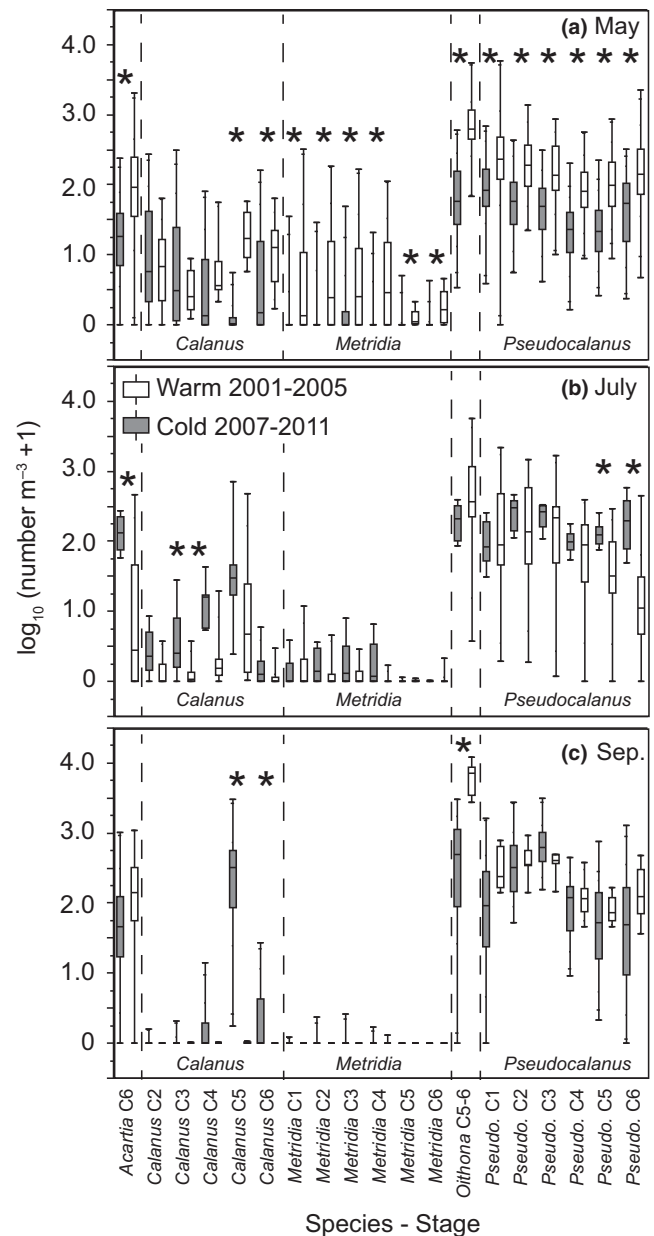 (a) May
4.0
3.0
2.0
1.0
0
* * * * * * * * * * * * * *
Calanus Metridia Pseudocalanus
(b) July
Warm 2001-2005
Cold 2007-2011
4.0
3.0
2.0
1.0
0
* * * * *
Calanus Metridia Pseudocalanus
log10 (number m−3 +1)
(c) Sep.
4.0
3.0
2.0
1.0
0
* * *
Calanus Metridia Pseudocalanus
Acartia C6
Calanus C2
Calanus C3
Calanus C4
Calanus C5
Calanus C6
Metridia C1
Metridia C2
Metridia C3
Metridia C4
Metridia C5
Metridia C6
Oithona C5-6
Pseudo. C1
Pseudo. C2
Pseudo. C3
Pseudo. C4
Pseudo. C5
Pseudo. C6
Species - Stage